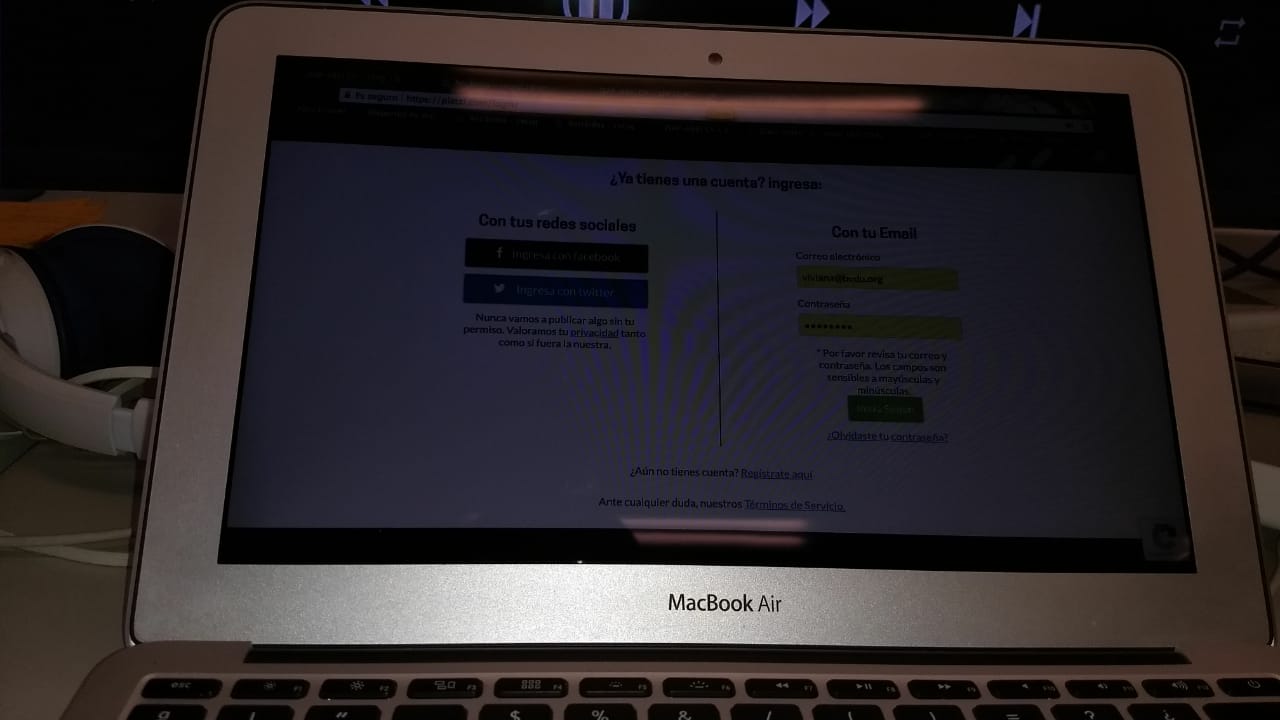 Es seguro | https://platzi.com/login/
¿Ya tienes una cuenta? ingresa:
Con tus redes sociales
Ingresa con facebook
Ingresa con twitter
Nunca vamos a publicar algo sin tu
permiso. Valoramos tu privacidad tanto
como si fuera la nuestra.
Con tu Email
Correo electrónico
Contraseña
••••••••
* Por favor revisa tu correo y
contraseña. Los campos son
sensibles a mayúsculas y
minúsculas.
Inicia Sesión
¿Olvidaste tu contraseña?
¿Aún no tienes cuenta? Regístrate aquí
Ante cualquier duda, nuestros Términos de Servicio.
MacBook Air
esc F1 F2 F3 F4 F5 F6 F7 F8 F9 F10 F11 F12
! " $ % & / ( ) = ? ¿